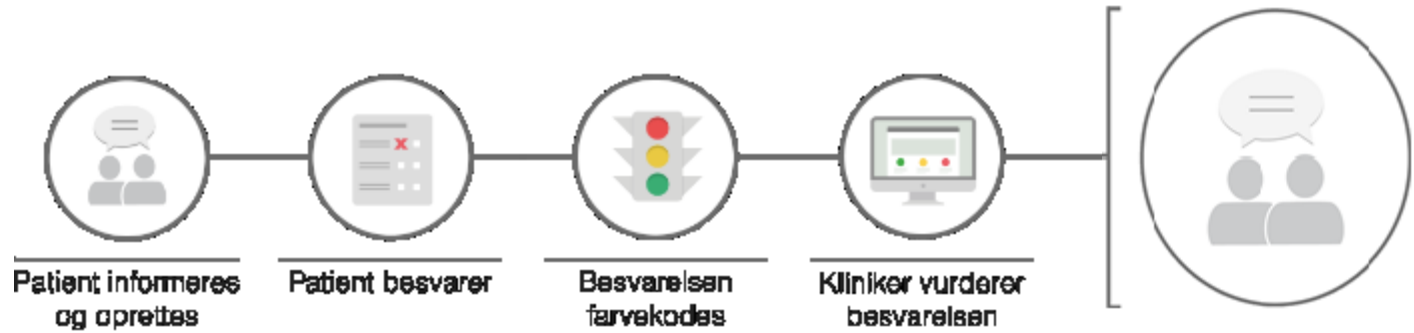 Patient informeres
og oprettes
Patient besvarer
Besvarelsen
farvekodes
Kliniker vurderer
besvarelsen